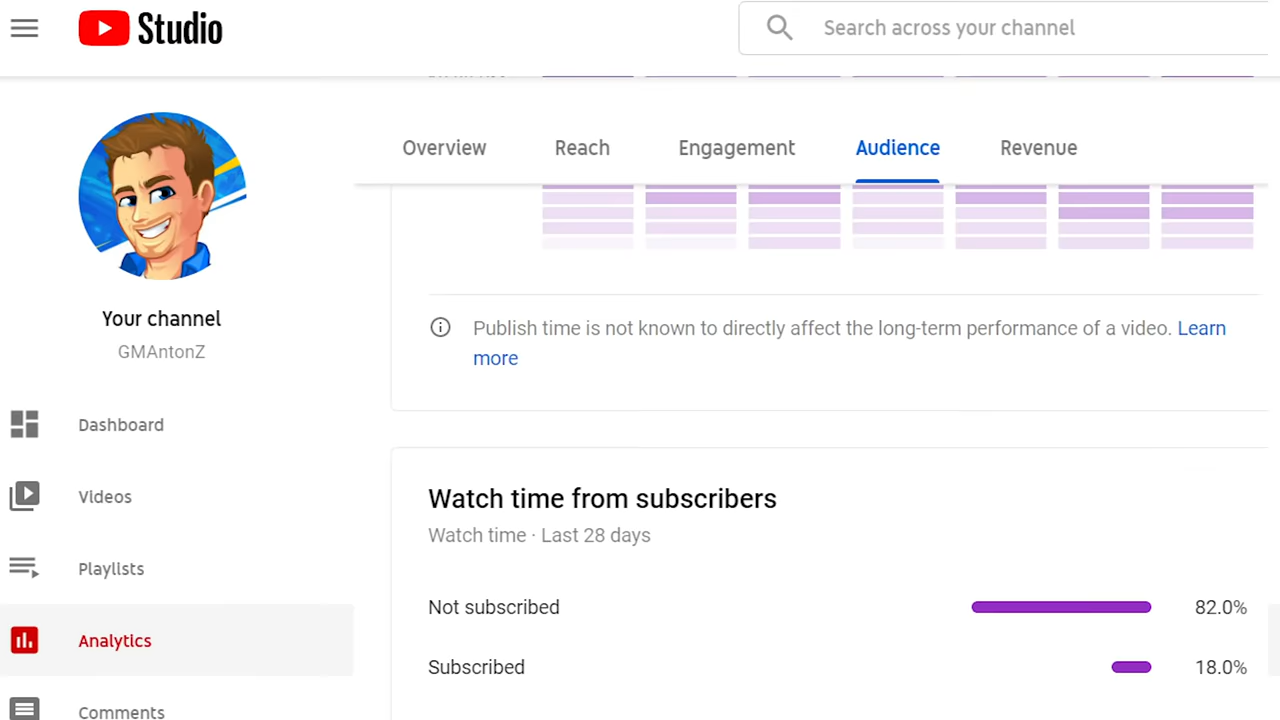 Studio
Search across your channel
Overview
Reach
Engagement
Audience
Revenue
Your channel
GMAntonZ
Publish time is not known to directly affect the long-term performance of a video. Learn
more
Dashboard
Videos
Playlists
Analytics
Comments
Watch time from subscribers
Watch time · Last 28 days
Not subscribed 82.0%
Subscribed 18.0%